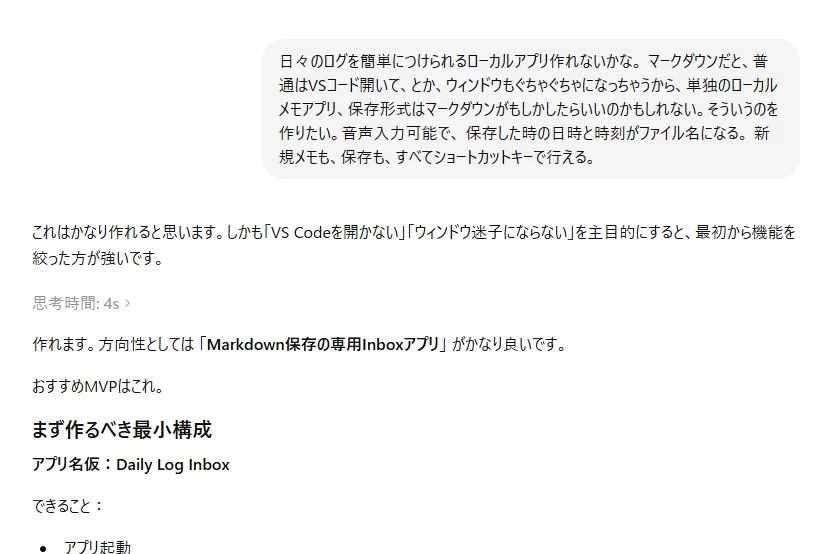 日々のログを簡単につけられるローカルアプリ作れないかな。マークダウンだと、普
通はVSコード開いて、とか、ウィンドウもぐちゃぐちゃになっちゃうから、単独のローカル
メモアプリ、保存形式はマークダウンがもしかしたらいいのかもしれない。そういうのを
作りたい。音声入力可能で、保存した時の日時と時刻がファイル名になる。新
規メモも、保存も、すべてショートカットキーで行える。
これはかなり作れると思います。しかも「VS Codeを開かない」「ウィンドウ迷子にならない」を主目的にすると、最初から機能を
絞った方が強いです。
思考時間: 4s >
作れます。方向性としては「Markdown保存の専用Inboxアプリ」がかなり良いです。
おすすめMVPはこれ。
まず作るべき最小構成
アプリ名仮：Daily Log Inbox
できること：
• アプリ起動